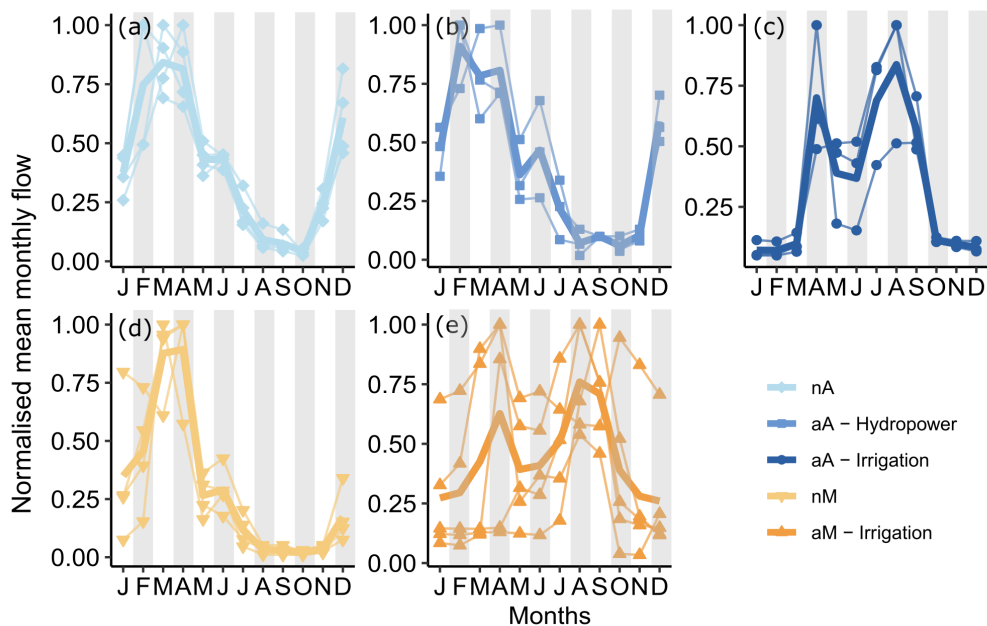 (a)
1.00
0.75
0.50
0.25
0.00
J F M A M J J A S O N D
(b)
1.00
0.75
0.50
0.25
0.00
J F M A M J J A S O N D
(c)
1.00
0.75
0.50
0.25
J F M A M J J A S O N D
Normalised mean monthly flow
(d)
1.00
0.75
0.50
0.25
0.00
J F M A M J J A S O N D
(e)
1.00
0.75
0.50
0.25
0.00
J F M A M J J A S O N D
Months
nA
aA − Hydropower
aA − Irrigation
nM
aM − Irrigation